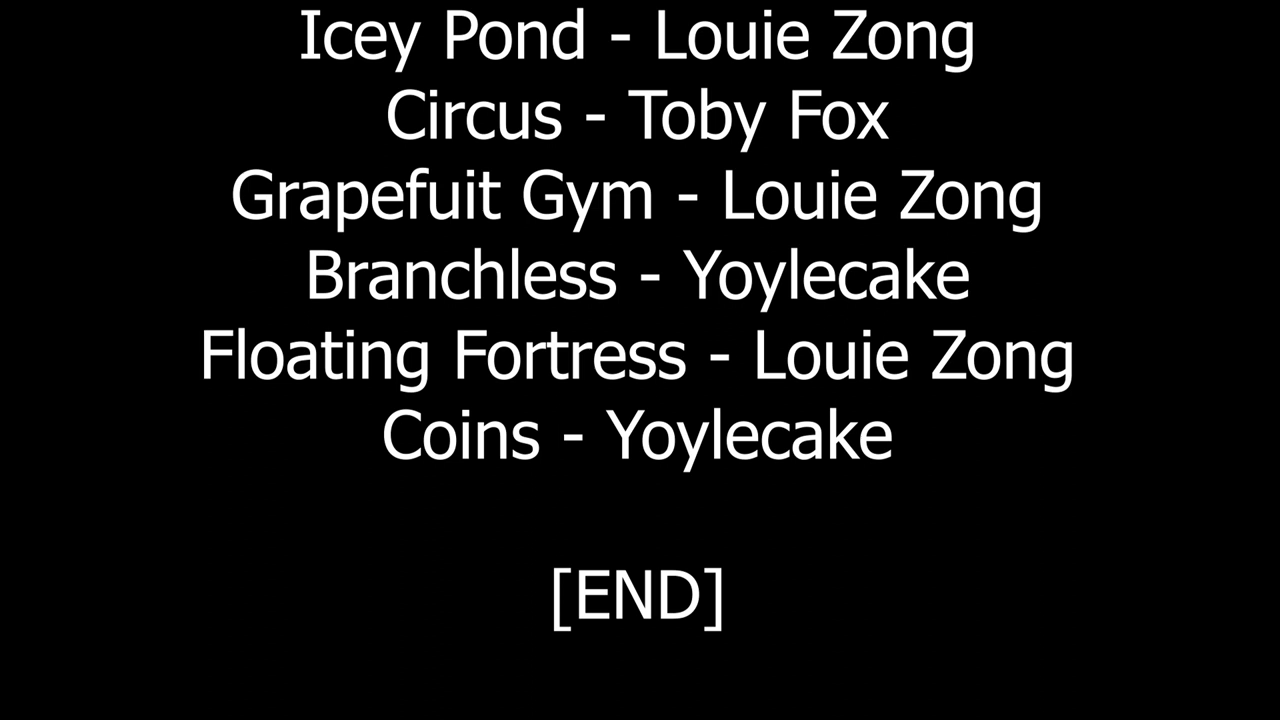 Icey Pond - Louie Zong
Circus - Toby Fox
Grapefuit Gym - Louie Zong
Branchless - Yoylecake
Floating Fortress - Louie Zong
Coins - Yoylecake
[END]